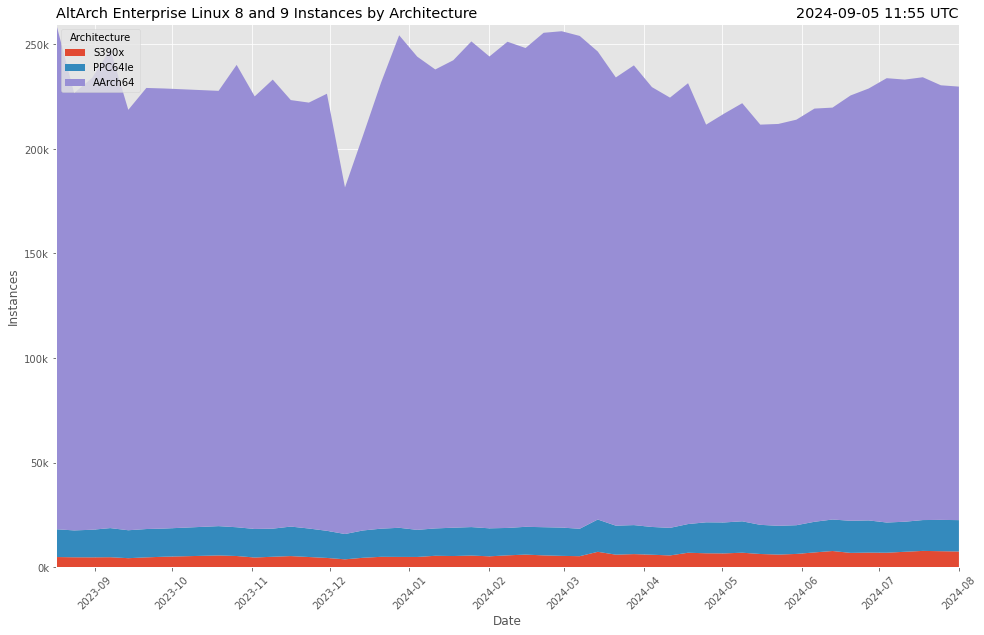 AltArch Enterprise Linux 8 and 9 Instances by Architecture
2024-09-05 11:55 UTC
Architecture
S390x
PPC64le
AArch64
250k
200k
150k
100k
50k
0k
Instances
2023-09
2023-10
2023-11
2023-12
2024-01
2024-02
2024-03
2024-04
2024-05
2024-06
2024-07
2024-08
Date